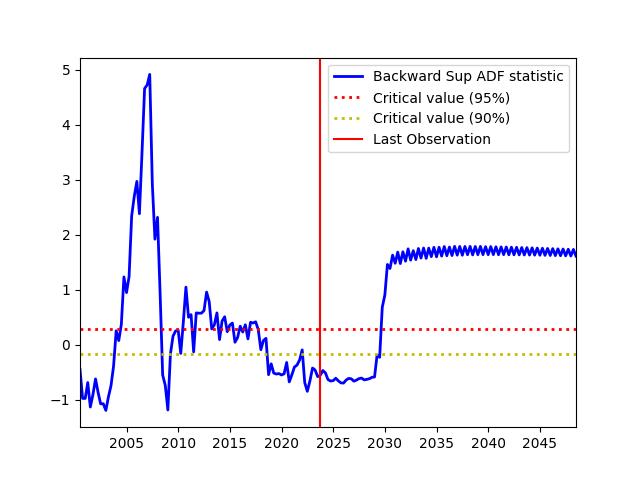 Backward Sup ADF statistic
Critical value (95%)
Critical value (90%)
Last Observation
5
4
3
2
1
0
−1
2005 2010 2015 2020 2025 2030 2035 2040 2045